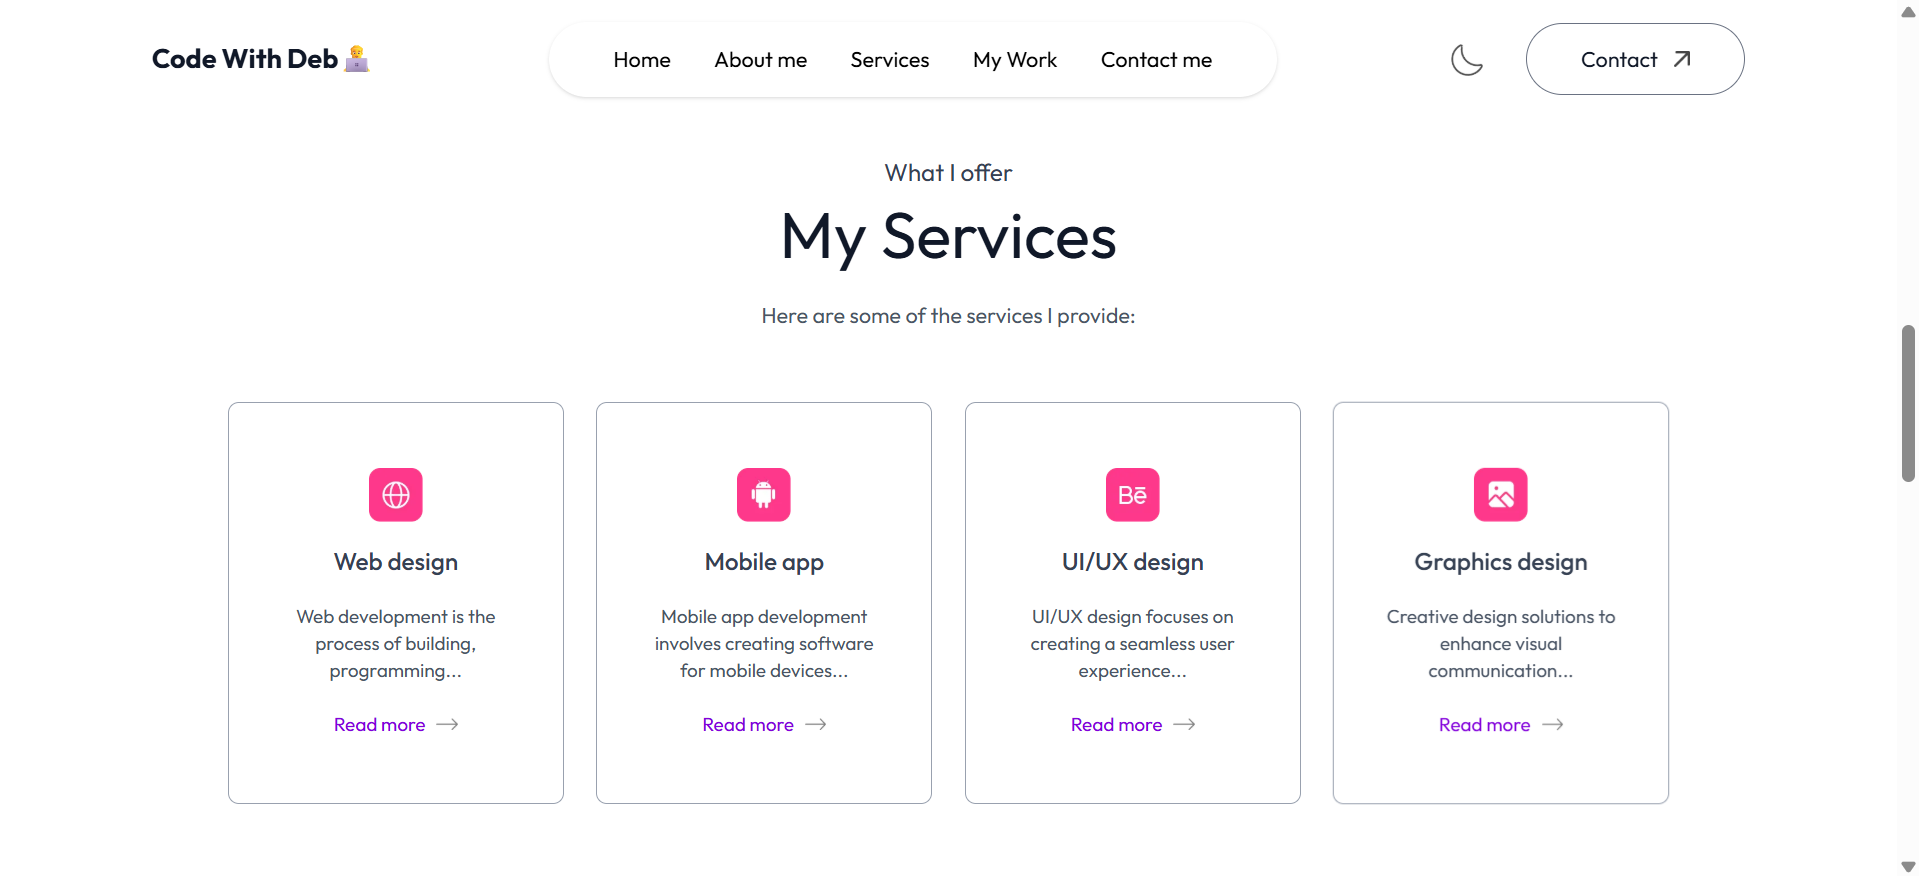 Code With Deb
Home
About me
Services
My Work
Contact me
Contact
What I offer
My Services
Here are some of the services I provide:
Web design
Web development is the
process of building,
programming...
Read more
Mobile app
Mobile app development
involves creating software
for mobile devices...
Read more
Bē
UI/UX design
UI/UX design focuses on
creating a seamless user
experience...
Read more
Graphics design
Creative design solutions to
enhance visual
communication...
Read more